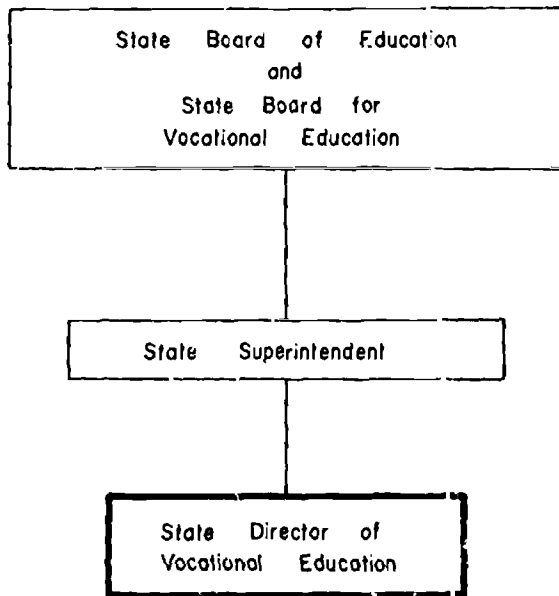 State Board of Education
and
State Board for
Vocational Education
State Superintendent
State Director of
Vocational Education